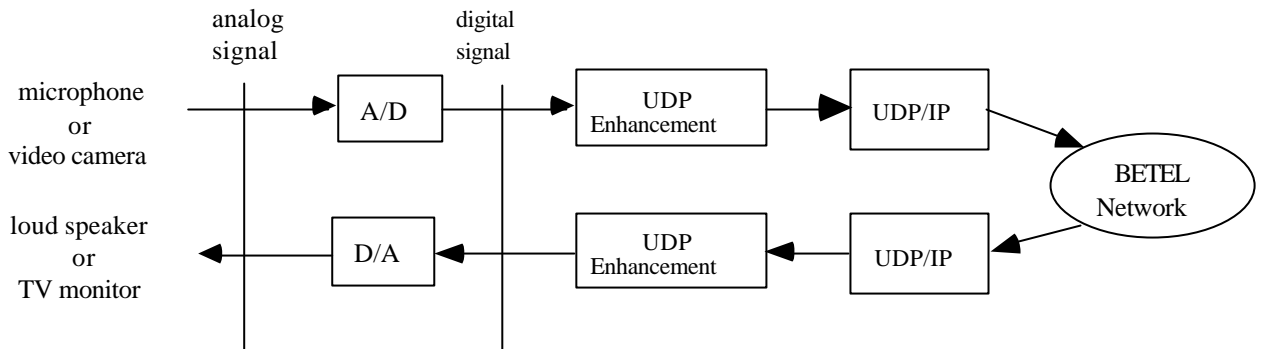 analog
signal
digital
signal
microphone
or
video camera
A/D
UDP
Enhancement
UDP/IP
BETEL
Network
loud speaker
or
TV monitor
D/A
UDP
Enhancement
UDP/IP